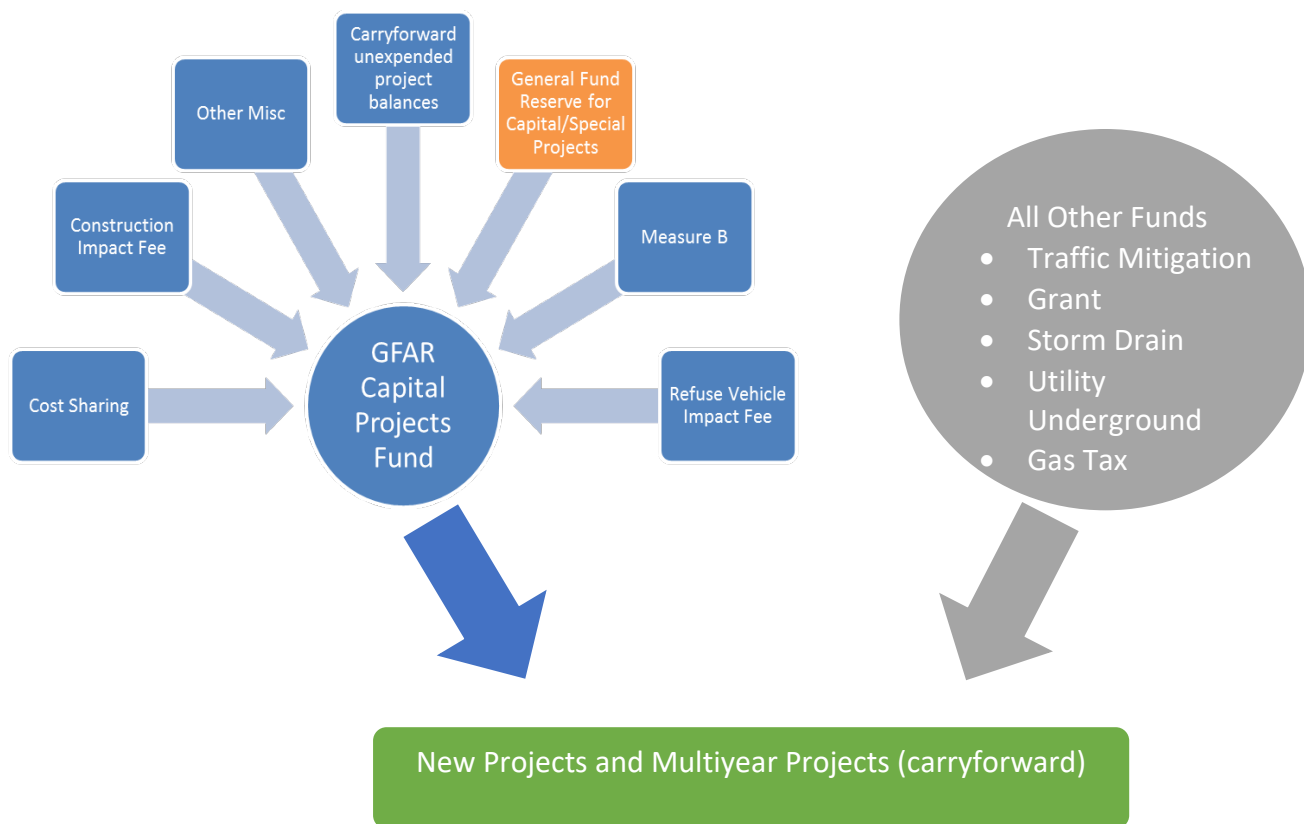 Carryforward
unexpended
project
balances
General Fund
Reserve for
Capital/Special
Projects
Other Misc
Construction
Impact Fee
Measure B
Cost Sharing
Refuse Vehicle
Impact Fee
GFAR
Capital
Projects
Fund
All Other Funds
• Traffic Mitigation
• Grant
• Storm Drain
• Utility
Underground
• Gas Tax
New Projects and Multiyear Projects (carryforward)